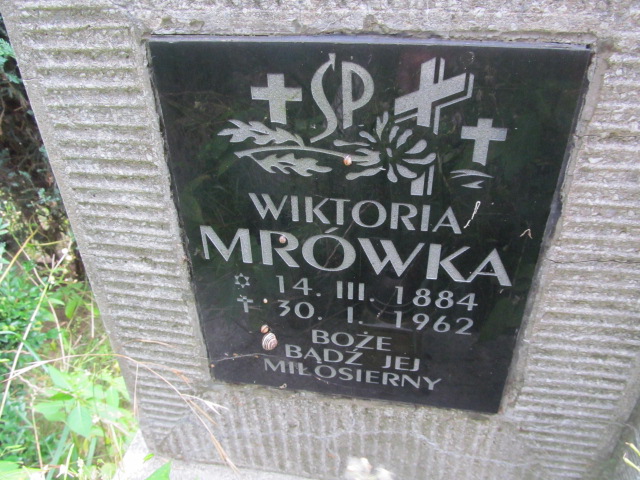 ŚP
WIKTORIA
MRÓWKA
14. III. 1884
30. I. 1962
BOŻE
BĄDŹ JEJ
MIŁOSIERNY